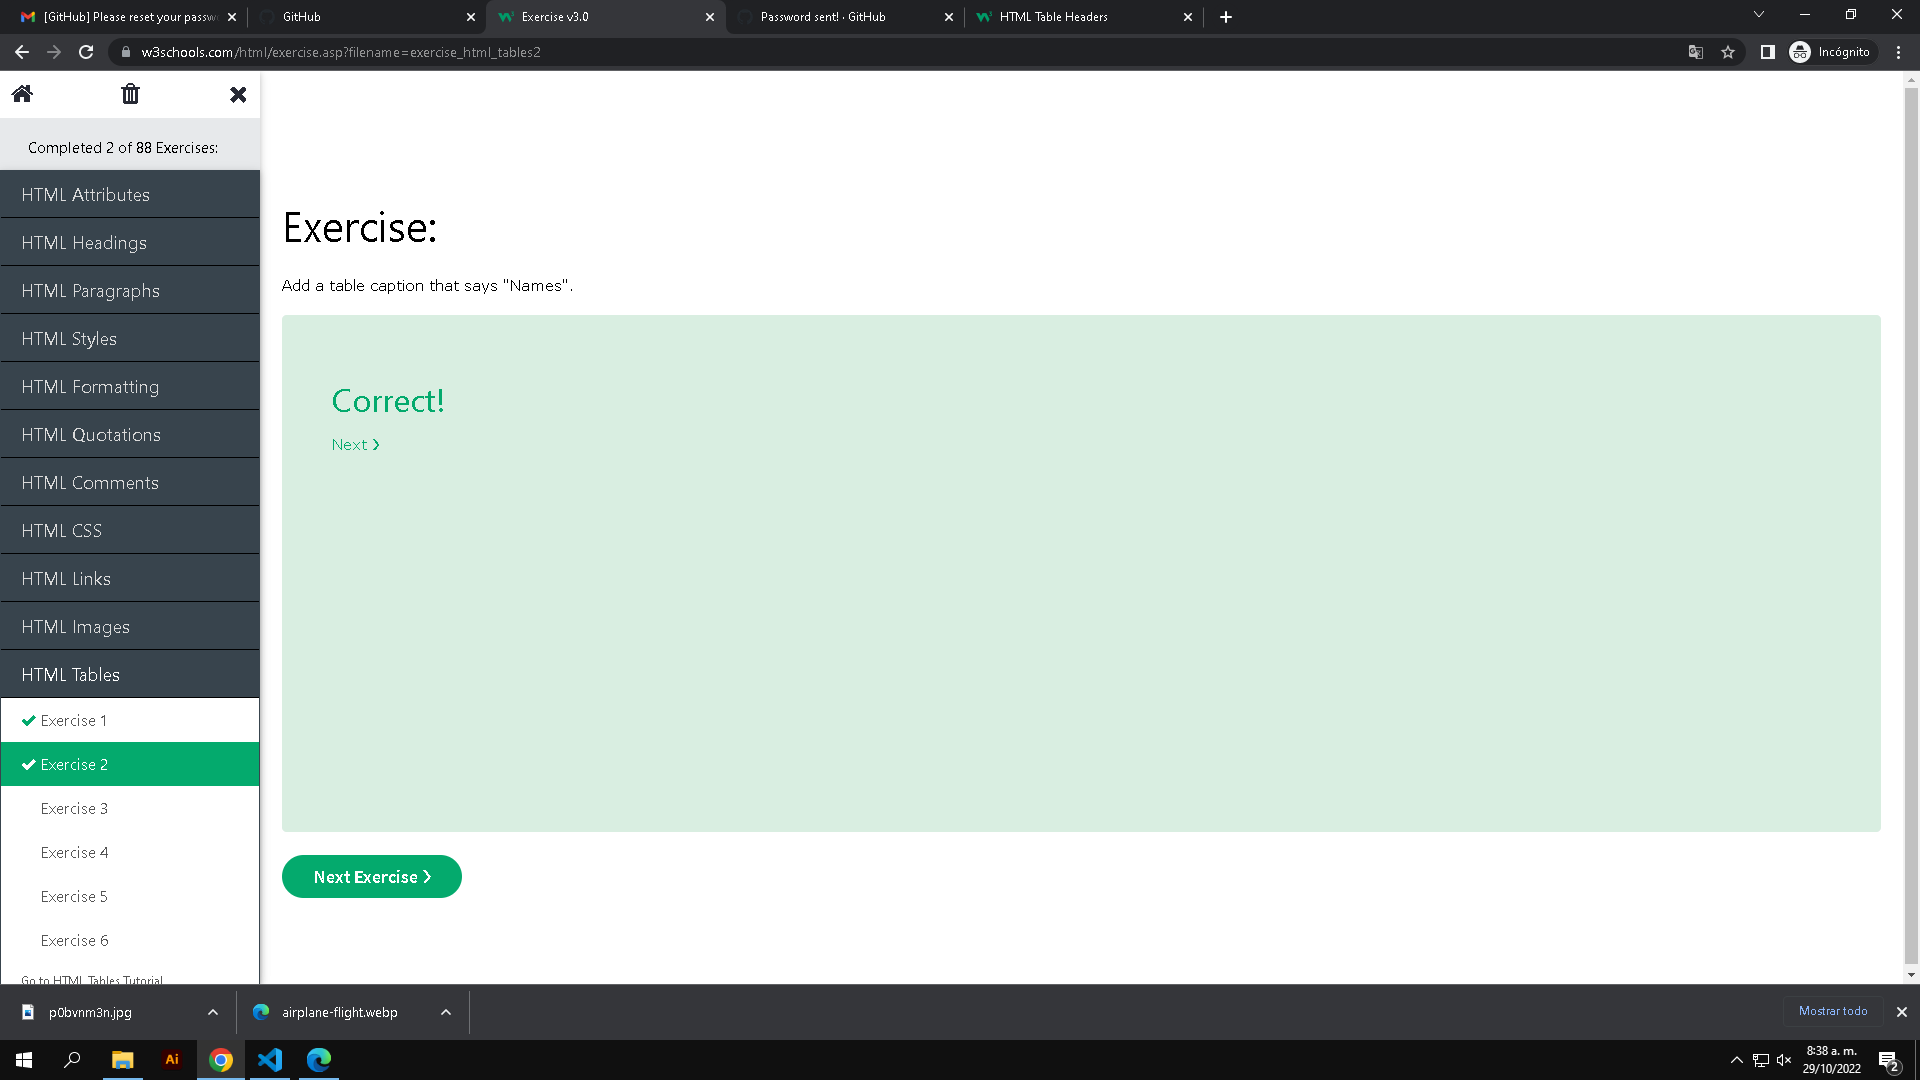 [GitHub] Please reset your passw
GitHub
Exercise v3.0
Password sent! · GitHub
HTML Table Headers
w3schools.com/html/exercise.asp?filename=exercise_html_tables2
Incógnito
Completed 2 of 88 Exercises:
HTML Attributes
HTML Headings
HTML Paragraphs
HTML Styles
HTML Formatting
HTML Quotations
HTML Comments
HTML CSS
HTML Links
HTML Images
HTML Tables
Exercise 1
Exercise 2
Exercise 3
Exercise 4
Exercise 5
Exercise 6
Go to HTML Tables Tutorial
Exercise:
Add a table caption that says "Names".
Correct!
Next ❯
Next Exercise ❯
p0bvnm3n.jpg
airplane-flight.webp
Mostrar todo
Ai
8:38 a. m.
29/10/2022
2